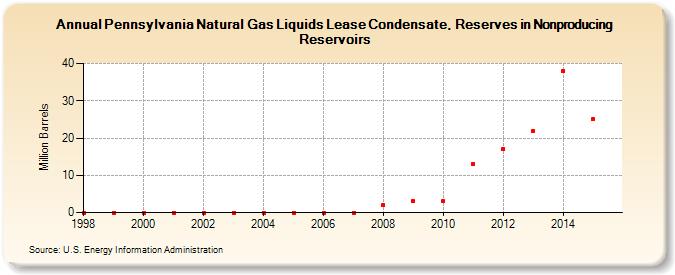 Annual Pennsylvania Natural Gas Liquids Lease Condensate, Reserves in Nonproducing
Reservoirs
Million Barrels
40
30
20
10
0
1998 2000 2002 2004 2006 2008 2010 2012 2014
Source: U.S. Energy Information Administration